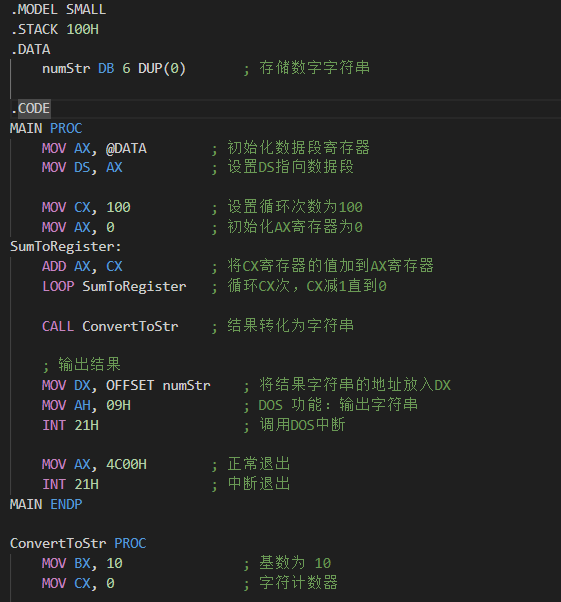 .MODEL SMALL
.STACK 100H
.DATA
numStr DB 6 DUP(0) ; 存储数字字符串
.CODE
MAIN PROC
MOV AX, @DATA ; 初始化数据段寄存器
MOV DS, AX ; 设置DS指向数据段
MOV CX, 100 ; 设置循环次数为100
MOV AX, 0 ; 初始化AX寄存器为0
SumToRegister:
ADD AX, CX ; 将CX寄存器的值加到AX寄存器
LOOP SumToRegister ; 循环CX次，CX减1直到0
CALL ConvertToStr ; 结果转化为字符串
; 输出结果
MOV DX, OFFSET numStr ; 将结果字符串的地址放入DX
MOV AH, 09H ; DOS 功能：输出字符串
INT 21H ; 调用DOS中断
MOV AX, 4C00H ; 正常退出
INT 21H ; 中断退出
MAIN ENDP
ConvertToStr PROC
MOV BX, 10 ; 基数为 10
MOV CX, 0 ; 字符计数器